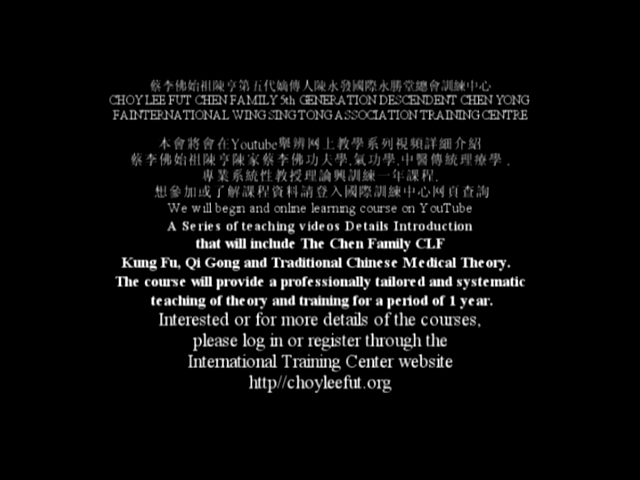 蔡李佛始祖陳亨第五代嫡傳人陳永發國際永勝堂總會訓練中心
CHOY LEE FUT CHEN FAMILY 5th GENERATION DESCENDENT CHEN YONG
FA INTERNATIONAL WING SING TONG ASSOCIATION TRAINING CENTRE
本會將會在Youtube舉辨网上教學系列視頻詳細介紹
蔡李佛始祖陳亨陳家蔡李佛功夫學.氣功學.中醫傳統理療學 .
專業系統性教授理論興訓練一年課程.
想參加或了解課程資料請登入國際訓練中心网頁查詢
We will begin and online learning course on YouTube
A Series of teaching videos Details Introduction
that will include The Chen Family CLF
Kung Fu, Qi Gong and Traditional Chinese Medical Theory.
The course will provide a professionally tailored and systematic
teaching of theory and training for a period of 1 year.
Interested or for more details of the courses,
please log in or register through the
International Training Center website
http//choyleefut.org